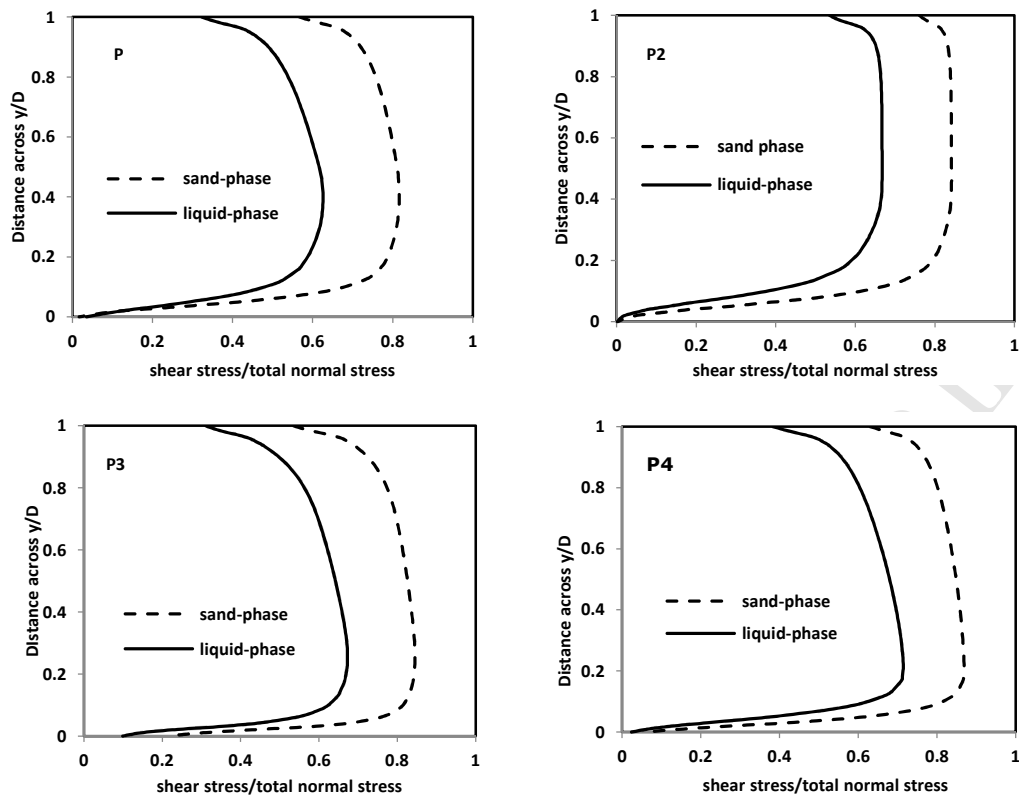 P
Distance across y/D
1
0.8
0.6
0.4
0.2
0
sand-phase
liquid-phase
0 0.2 0.4 0.6 0.8 1
shear stress/total normal stress
P2
Distance across y/D
1
0.8
0.6
0.4
0.2
0
sand phase
liquid-phase
0 0.2 0.4 0.6 0.8 1
shear stress/total normal stress
P3
Distance across y/D
1
0.8
0.6
0.4
0.2
0
sand-phase
liquid-phase
0 0.2 0.4 0.6 0.8 1
shear stress/total normal stress
P4
Distance across y/D
1
0.8
0.6
0.4
0.2
0
sand-phase
liquid-phase
0 0.2 0.4 0.6 0.8 1
shear stress/total normal stress